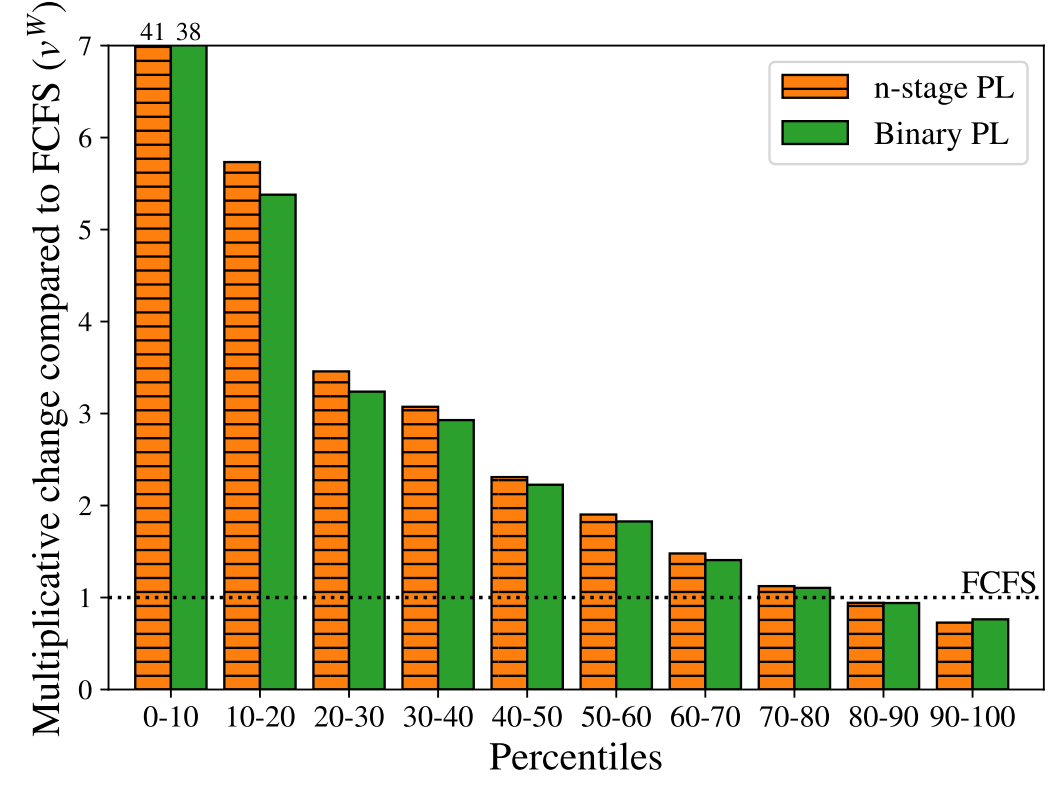 Multiplicative change compared to FCFS (v^W)
41 38
7
6
5
4
3
2
1
0
n-stage PL
Binary PL
FCFS
0-10 10-20 20-30 30-40 40-50 50-60 60-70 70-80 80-90 90-100
Percentiles